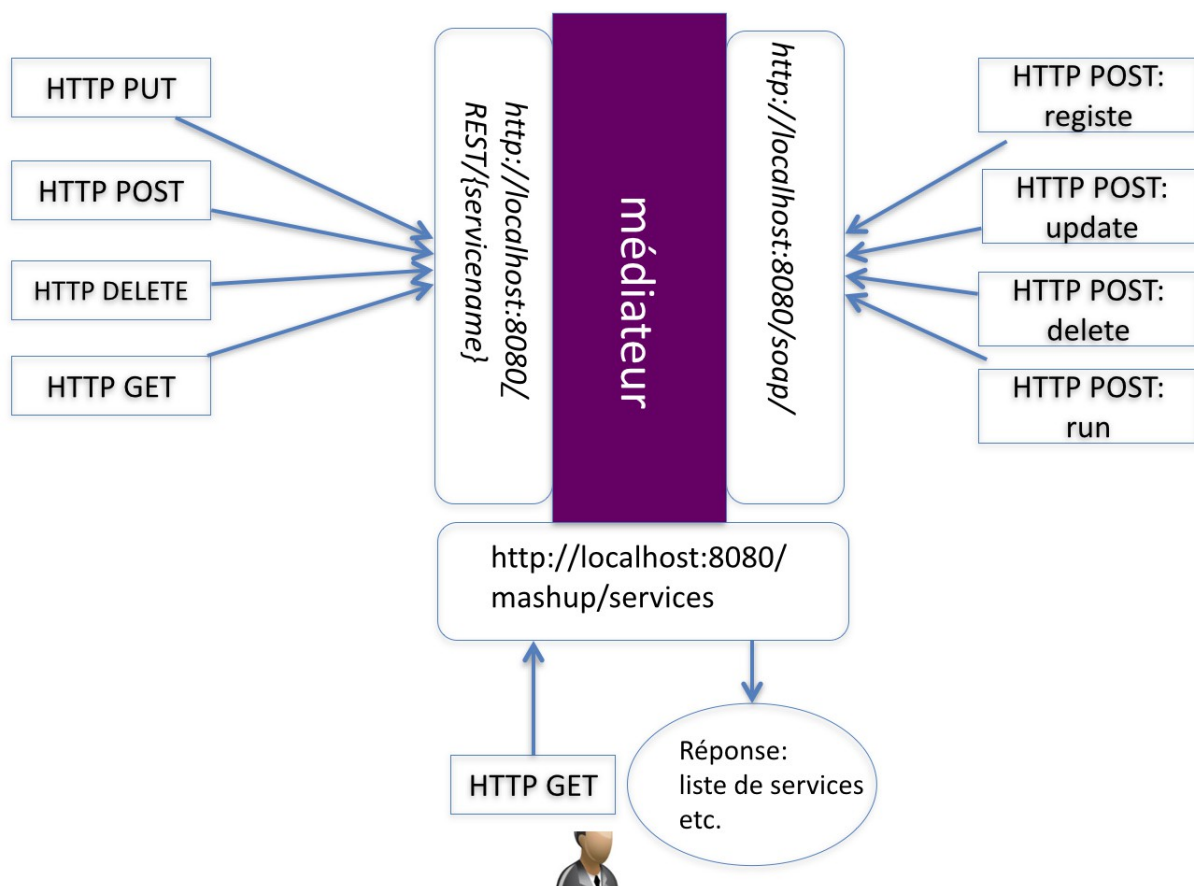 HTTP PUT
HTTP POST
HTTP DELETE
HTTP GET
http://localhost:8080/
REST/{servicename}
médiateur
http://localhost:8080/soap/
HTTP POST:
registe
HTTP POST:
update
HTTP POST:
delete
HTTP POST:
run
http://localhost:8080/
mashup/services
HTTP GET
Réponse:
liste de services
etc.